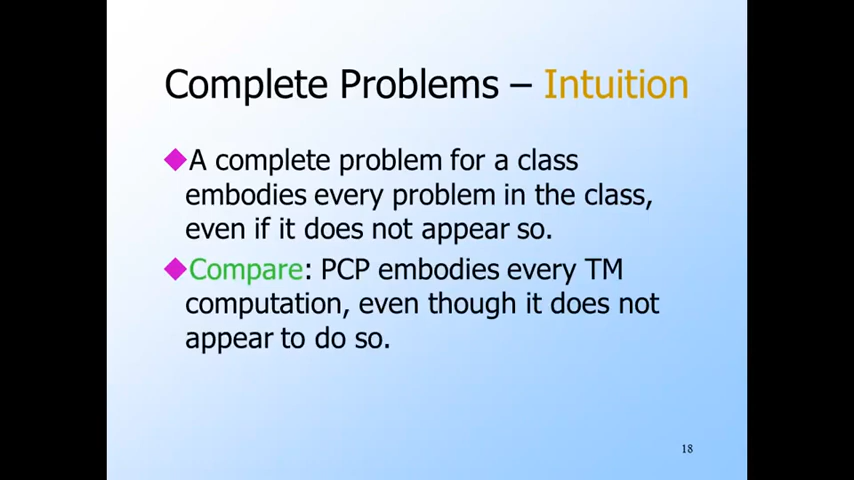 Complete Problems – Intuition
A complete problem for a class
embodies every problem in the class,
even if it does not appear so.
Compare: PCP embodies every TM
computation, even though it does not
appear to do so.
18